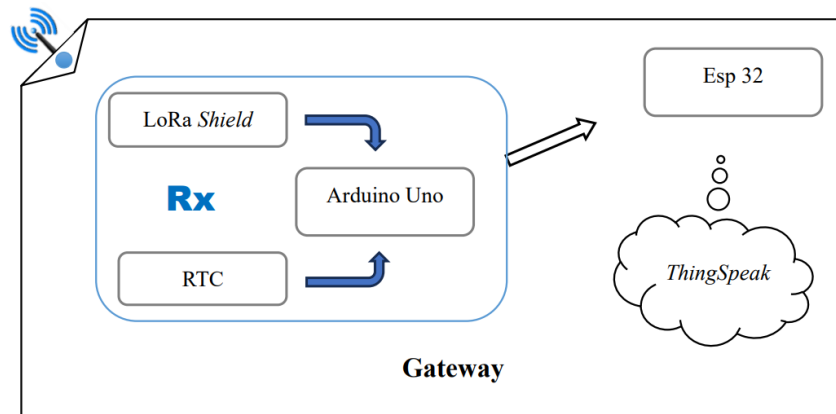 Esp 32
LoRa Shield
Arduino Uno
Rx
RTC
ThingSpeak
Gateway